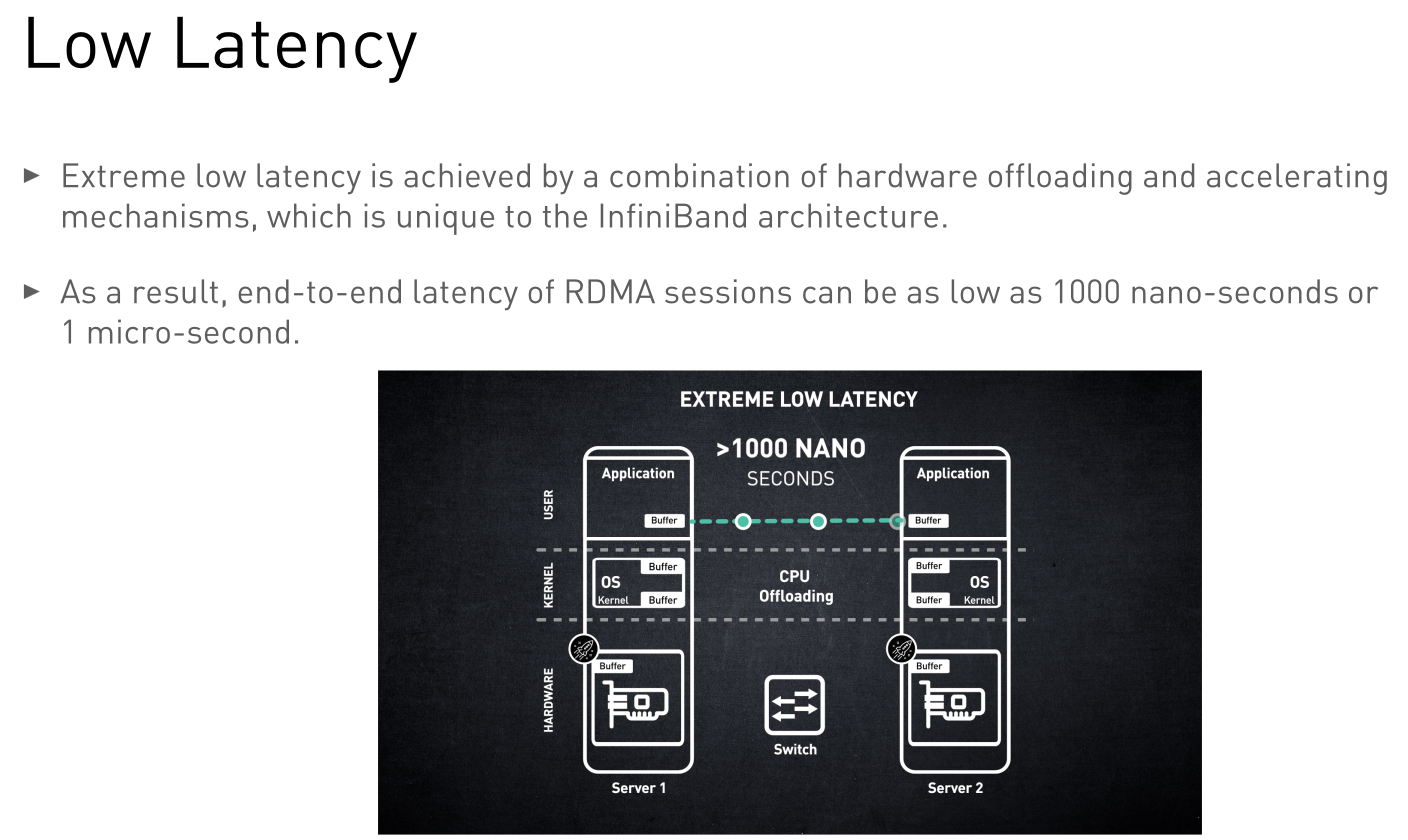 Low Latency
► Extreme low latency is achieved by a combination of hardware offloading and accelerating
mechanisms, which is unique to the InfiniBand architecture.
► As a result, end-to-end latency of RDMA sessions can be as low as 1000 nano-seconds or
1 micro-second.
EXTREME LOW LATENCY
>1000 NANO
SECONDS
USER
Application
Buffer
Application
Buffer
KERNEL
OS
Kernel
Buffer
Buffer
CPU
Offloading
Buffer
Buffer
OS
Kernel
HARDWARE
Buffer
Switch
Buffer
Server 1
Server 2